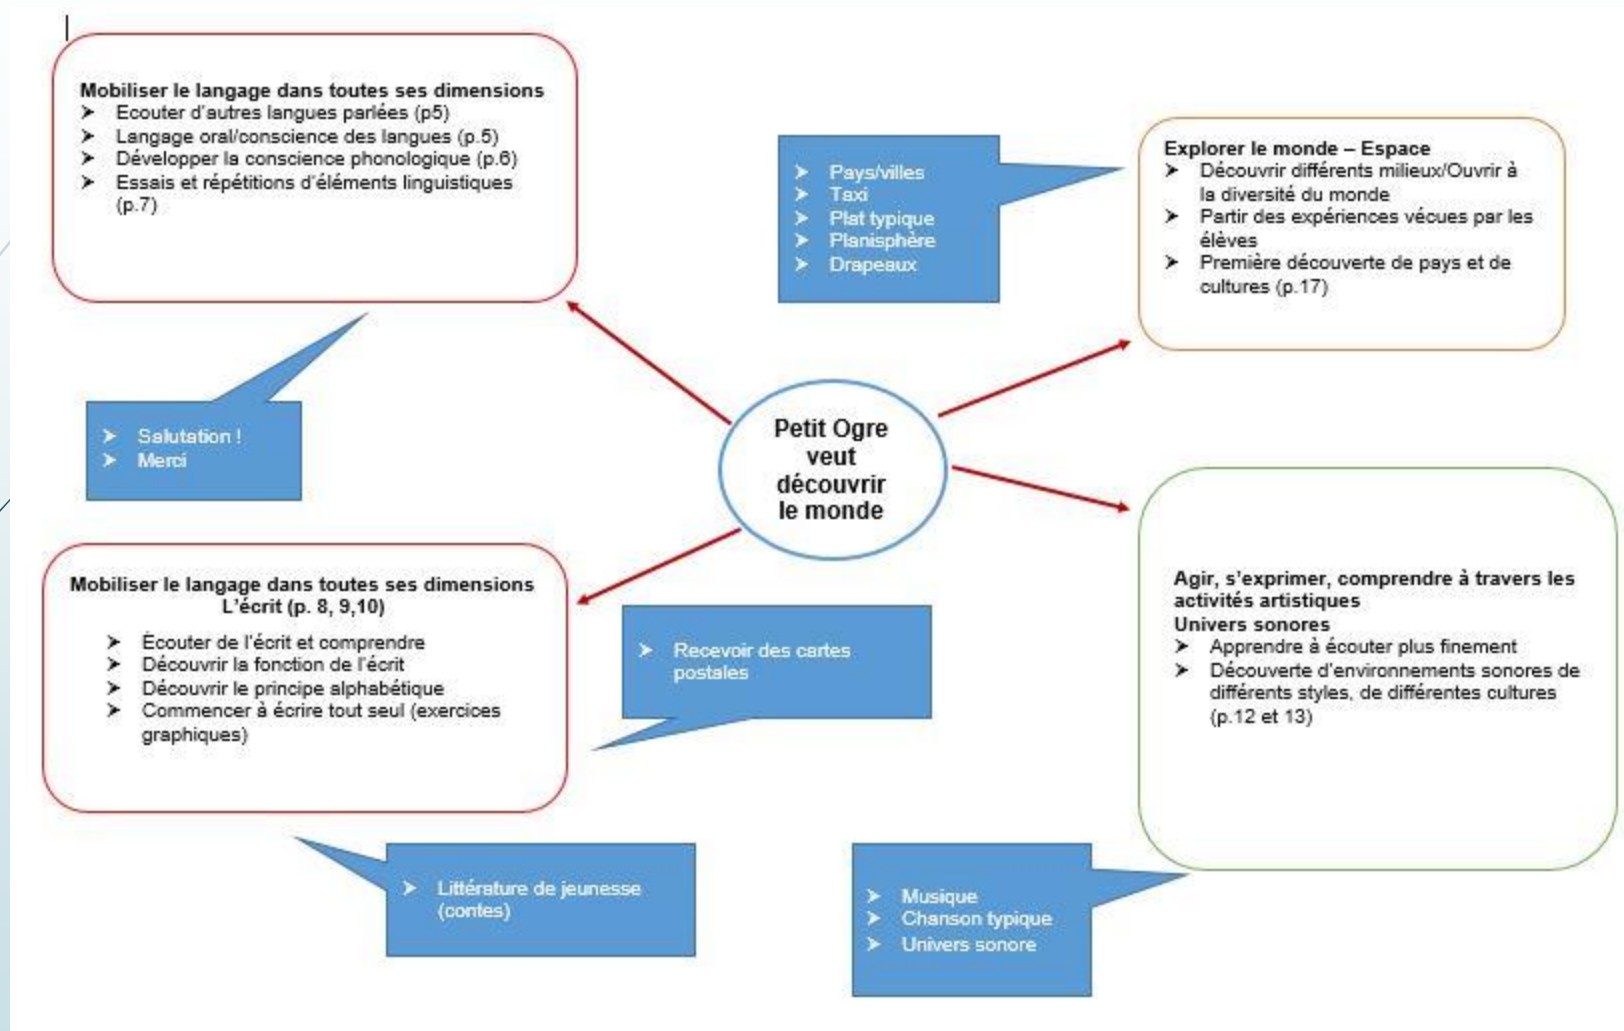 Mobiliser le langage dans toutes ses dimensions
➤ Ecouter d'autres langues parlées (p5)
➤ Langage oral/conscience des langues (p.5)
➤ Développer la conscience phonologique (p.6)
➤ Essais et répétitions d'éléments linguistiques
(p.7)
➤ Pays/villes
➤ Taxi
➤ Plat typique
➤ Planisphère
➤ Drapeaux
Explorer le monde – Espace
➤ Découvrir différents milieux/Ouvrir à
la diversité du monde
➤ Partir des expériences vécues par les
élèves
➤ Première découverte de pays et de
cultures (p.17)
➤ Salutation !
➤ Merci
Petit Ogre
veut
découvrir
le monde
Mobiliser le langage dans toutes ses dimensions
L'écrit (p. 8, 9,10)
➤ Écouter de l'écrit et comprendre
➤ Découvrir la fonction de l'écrit
➤ Découvrir le principe alphabétique
➤ Commencer à écrire tout seul (exercices
graphiques)
➤ Recevoir des cartes
postales
Agir, s'exprimer, comprendre à travers les
activités artistiques
Univers sonores
➤ Apprendre à écouter plus finement
➤ Découverte d'environnements sonores de
différents styles, de différentes cultures
(p.12 et 13)
➤ Littérature de jeunesse
(contes)
➤ Musique
➤ Chanson typique
➤ Univers sonore